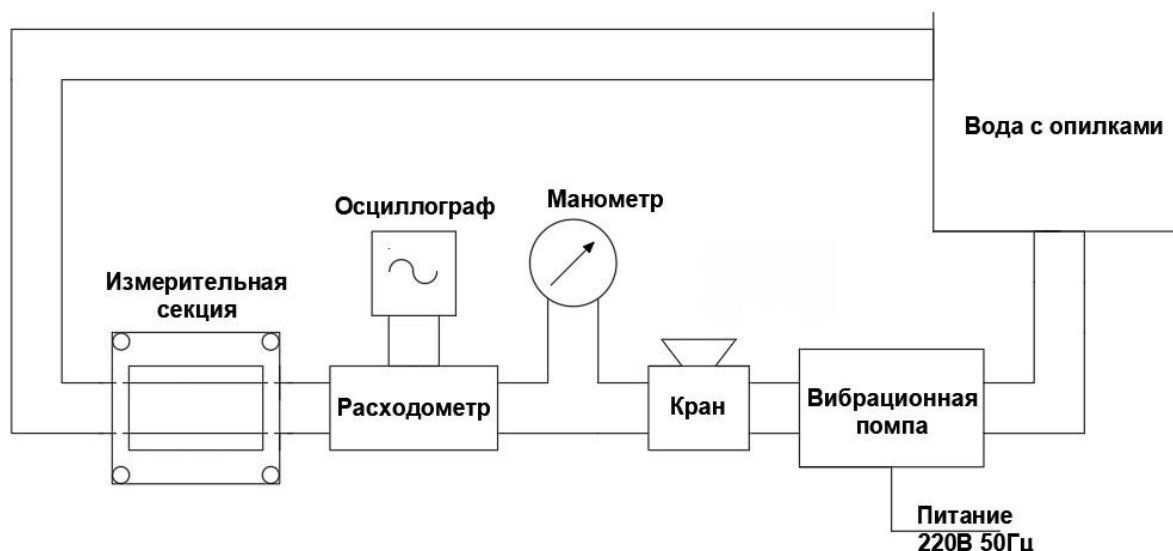 Вода с опилками
Осциллограф
Манометр
Измерительная
секция
Расходометр
Кран
Вибрационная
помпа
Питание
220В 50Гц